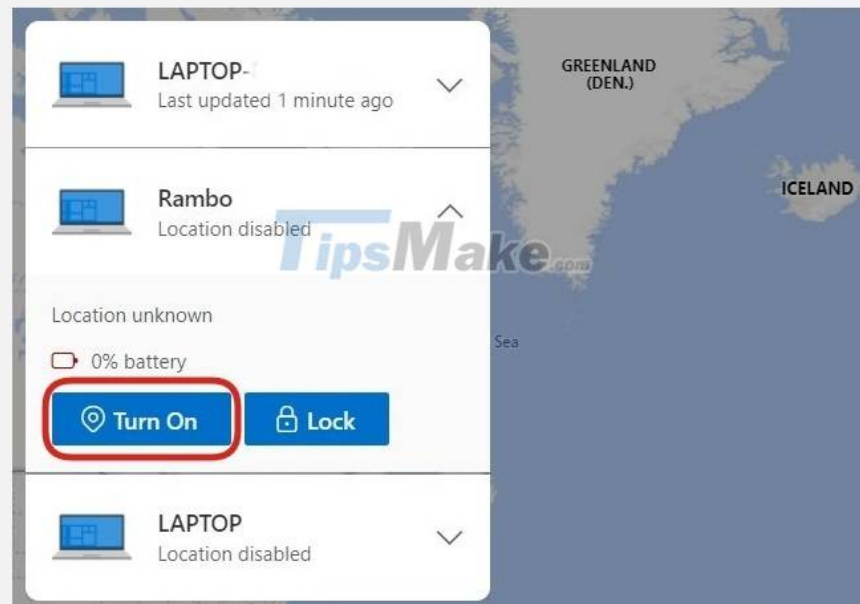 LAPTOP-
Last updated 1 minute ago
Rambo
Location disabled
Location unknown
0% battery
Turn On
Lock
LAPTOP
Location disabled
GREENLAND
(DEN.)
ICELAND
Sea
TipsMake.com